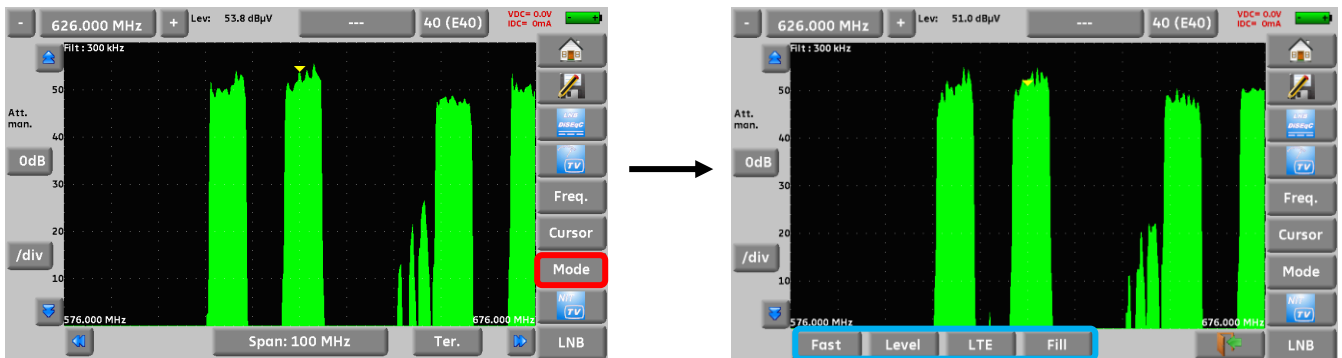 - 626.000 MHz + Lev: 53.8 dBµV --- 40 (E40) VDC= 0.0V
IDC= 0mA
Filt : 300 kHz
50
Att.
man.
40
0dB
TV
30
Freq.
20
Cursor
/div
Mode
10
NIT
TV
576.000 MHz 676.000 MHz
Span: 100 MHz Ter. LNB
- 626.000 MHz + Lev: 51.0 dBµV --- 40 (E40) VDC= 0.0V
IDC= 0mA
Filt : 300 kHz
50
LNB
DiSEqC
Att.
man.
40
0dB
TV
30
Freq.
20
Cursor
/div
Mode
10
NIT
TV
576.000 MHz 676.000 MHz
Fast Level LTE Fill LNB